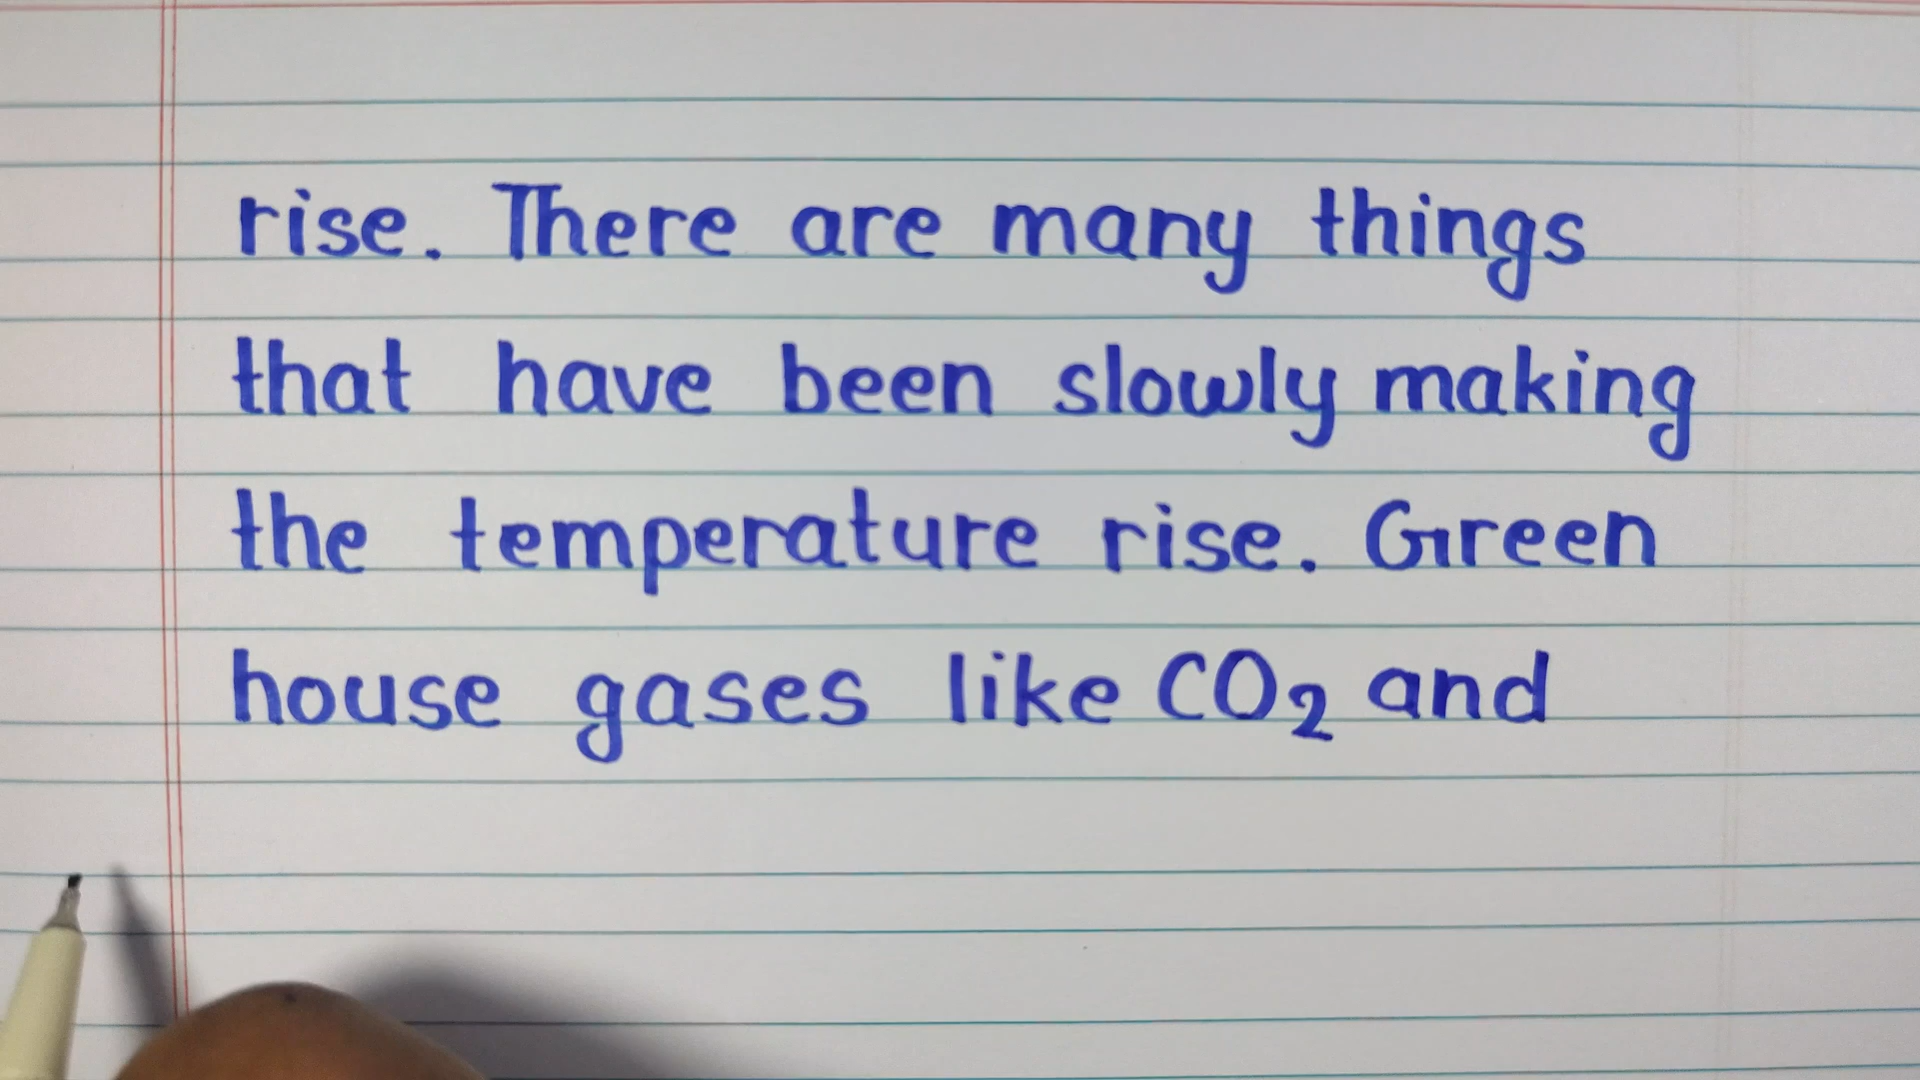 rise. There are many things
that have been slowly making
the temperature rise. Green
house gases like CO₂ and